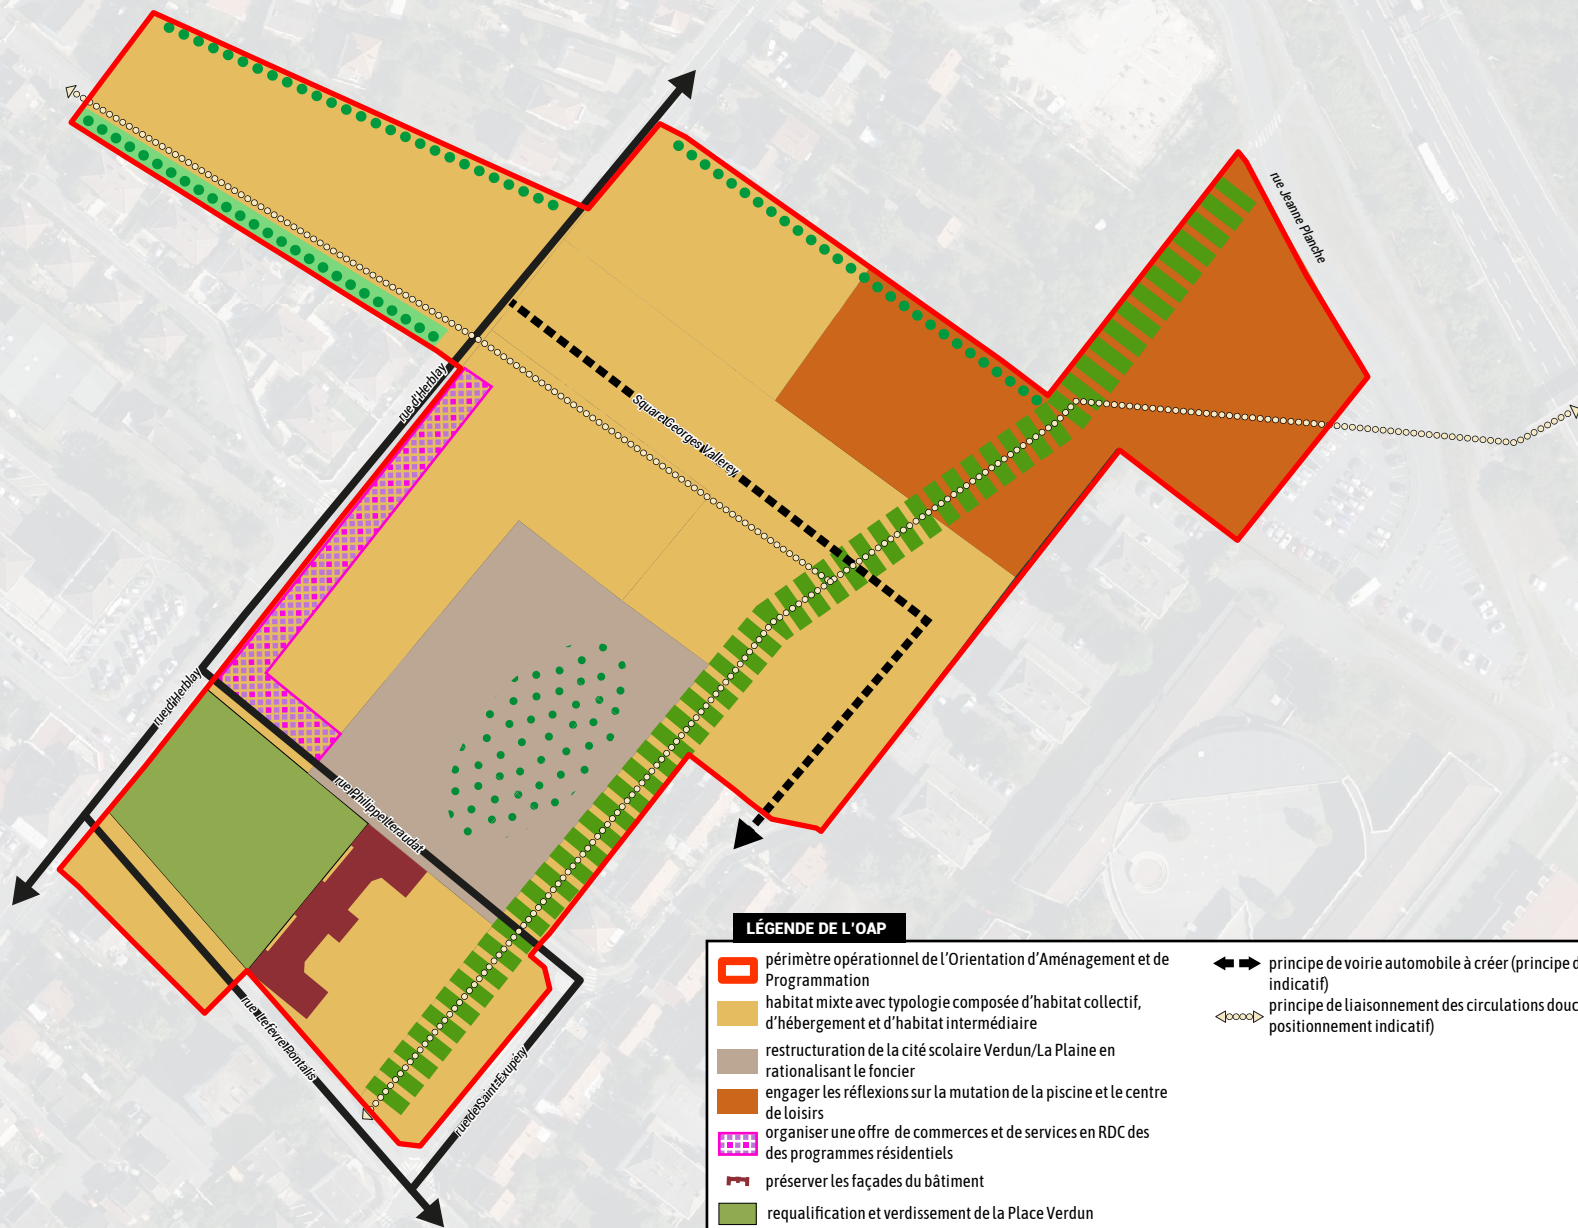 rue Jeanne Planche
rue d'Herblay
Square Georges Vallerey
rue d'Herblay
rue Philippe Heraudat
rue Lefèvre Pontalis
rue de Saint-Exupéry
LÉGENDE DE L'OAP
périmètre opérationnel de l'Orientation d'Aménagement et de
Programmation
habitat mixte avec typologie composée d'habitat collectif,
d'hébergement et d'habitat intermédiaire
restructuration de la cité scolaire Verdun/La Plaine en
rationalisant le foncier
engager les réflexions sur la mutation de la piscine et le centre
de loisirs
organiser une offre de commerces et de services en RDC des
des programmes résidentiels
préserver les façades du bâtiment
requalification et verdissement de la Place Verdun
principe de voirie automobile à créer (principe d
indicatif)
principe de liaisonnement des circulations douc
positionnement indicatif)